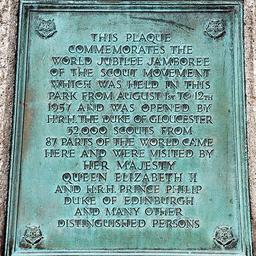 THIS PLAQUE
COMMEMORATES THE
WORLD JUBILEE JAMBOREE
OF THE SCOUT MOVEMENT
WHICH WAS HELD IN THIS
PARK FROM AUGUST 1ST TO 12TH
1957 AND WAS OPENED BY
H.R.H. THE DUKE OF GLOUCESTER
32,000 SCOUTS FROM
87 PARTS OF THE WORLD CAME
HERE AND WERE VISITED BY
HER MAJESTY
QUEEN ELIZABETH II
AND H.R.H. PRINCE PHILIP
DUKE OF EDINBURGH
AND MANY OTHER
DISTINGUISHED PERSONS